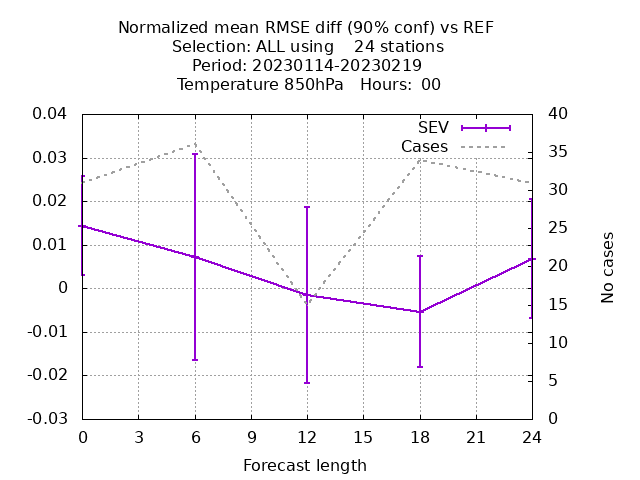 Normalized mean RMSE diff (90% conf) vs REF
Selection: ALL using    24 stations
Period: 20230114-20230219
Temperature 850hPa   Hours:  00
SEV
Cases
0.04
0.03
0.02
0.01
0
-0.01
-0.02
-0.03
40
35
30
25
20
15
10
5
0
No cases
0 3 6 9 12 15 18 21 24
Forecast length